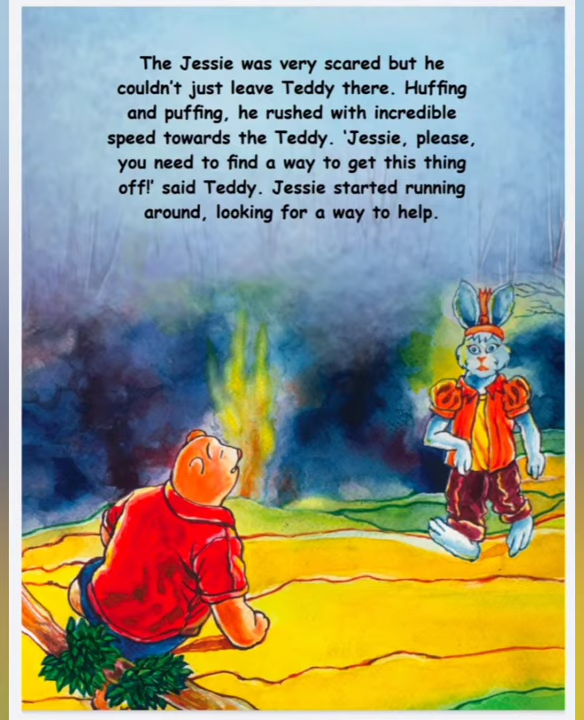 The Jessie was very scared but he
couldn't just leave Teddy there. Huffing
and puffing, he rushed with incredible
speed towards the Teddy. 'Jessie, please,
you need to find a way to get this thing
off!' said Teddy. Jessie started running
around, looking for a way to help.